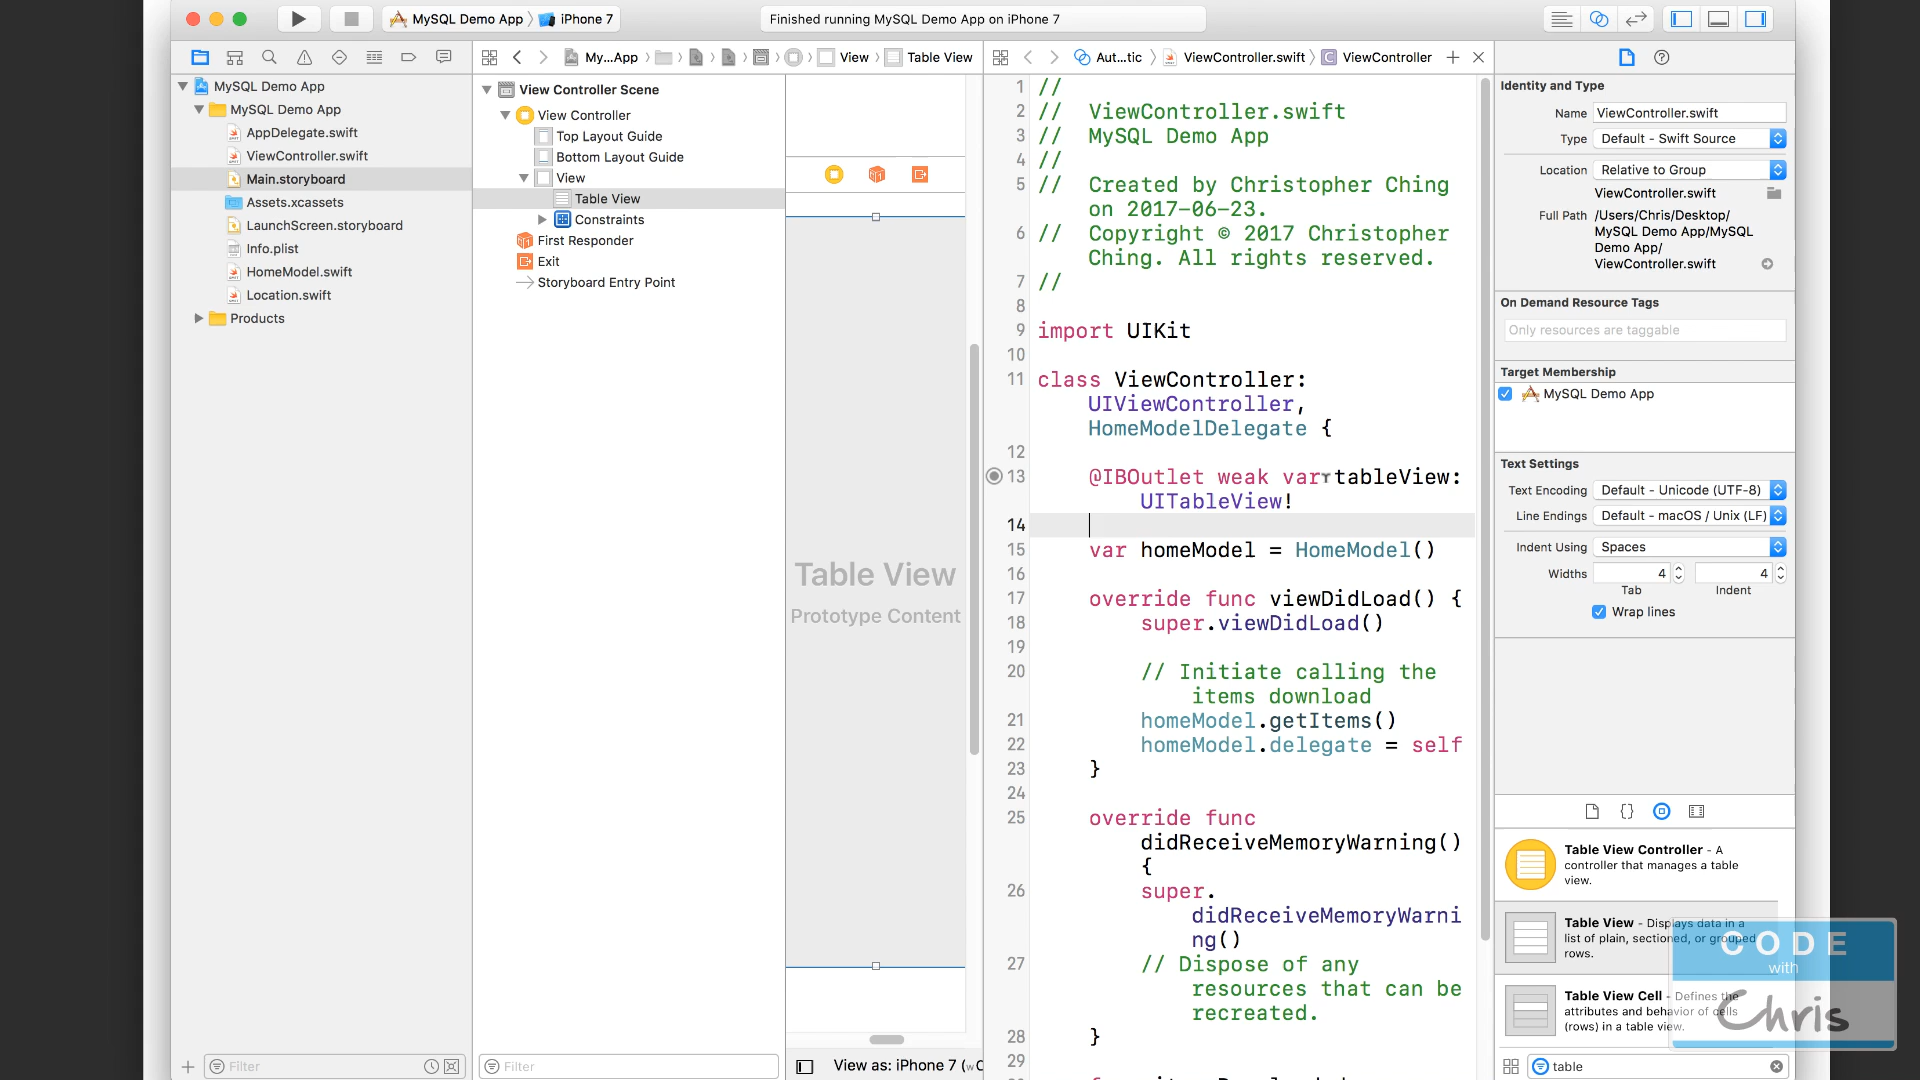 MySQL Demo App
iPhone 7
Finished running MySQL Demo App on iPhone 7
My...App
View
Table View
Aut...tic
ViewController.swift
ViewController
MySQL Demo App
MySQL Demo App
AppDelegate.swift
ViewController.swift
Main.storyboard
Assets.xcassets
LaunchScreen.storyboard
Info.plist
HomeModel.swift
Location.swift
Products
Filter
View Controller Scene
View Controller
Top Layout Guide
Bottom Layout Guide
View
Table View
Constraints
First Responder
Exit
Storyboard Entry Point
Filter
Table View
Prototype Content
View as: iPhone 7 (wC
1 //
2 // ViewController.swift
3 // MySQL Demo App
4 //
5 // Created by Christopher Ching
on 2017-06-23.
6 // Copyright © 2017 Christopher
Ching. All rights reserved.
7 //
8
9 import UIKit
10
11 class ViewController:
UIViewController,
HomeModelDelegate {
12
13 @IBOutlet weak var tableView:
UITableView!
14
15 var homeModel = HomeModel()
16
17 override func viewDidLoad() {
18 super.viewDidLoad()
19
20 // Initiate calling the
items download
21 homeModel.getItems()
22 homeModel.delegate = self
23 }
24
25 override func
didReceiveMemoryWarning()
{
26 super.
didReceiveMemoryWarni
ng()
27 // Dispose of any
resources that can be
recreated.
28 }
29
Identity and Type
Name ViewController.swift
Type Default - Swift Source
Location Relative to Group
ViewController.swift
Full Path /Users/Chris/Desktop/
MySQL Demo App/MySQL
Demo App/
ViewController.swift
On Demand Resource Tags
Only resources are taggable
Target Membership
MySQL Demo App
Text Settings
Text Encoding Default - Unicode (UTF-8)
Line Endings Default - macOS / Unix (LF)
Indent Using Spaces
Widths 4 4
Tab Indent
Wrap lines
{}
Table View Controller - A
controller that manages a table
view.
Table View - Displays data in a
list of plain, sectioned, or grouped
rows.
Table View Cell - Defines the
attributes and behavior of cells
(rows) in a table view.
table
CODE
with
Chris